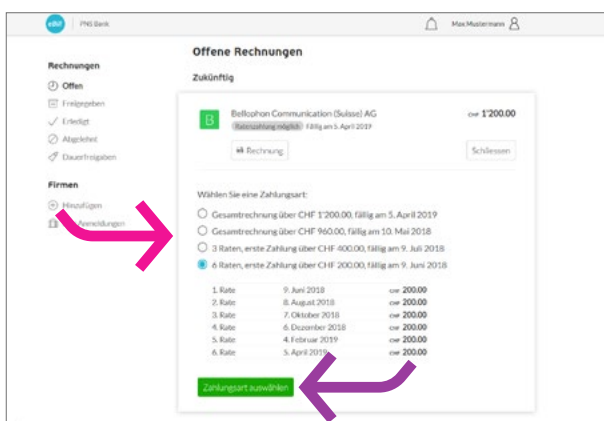 ebill PNS Bank Max Mustermann
Offene Rechnungen
Rechnungen
Zukünftig
Offen
Freigegeben
Erledigt
Abgelehnt
Dauerfreigaben
Firmen
Hinzufügen
Anmeldungen
B Bellophon Communication (Suisse) AG CHF 1'200.00
Ratenzahlung möglich Fällig am 5. April 2019
Rechnung Schliessen
Wählen Sie eine Zahlungsart:
Gesamtrechnung über CHF 1'200.00, fällig am 5. April 2019
Gesamtrechnung über CHF 960.00, fällig am 10. Mai 2018
3 Raten, erste Zahlung über CHF 400.00, fällig am 9. Juli 2018
6 Raten, erste Zahlung über CHF 200.00, fällig am 9. Juni 2018
1. Rate 9. Juni 2018 CHF 200.00
2. Rate 8. August 2018 CHF 200.00
3. Rate 7. Oktober 2018 CHF 200.00
4. Rate 6. Dezember 2018 CHF 200.00
5. Rate 4. Februar 2019 CHF 200.00
6. Rate 5. April 2019 CHF 200.00
Zahlungsart auswählen